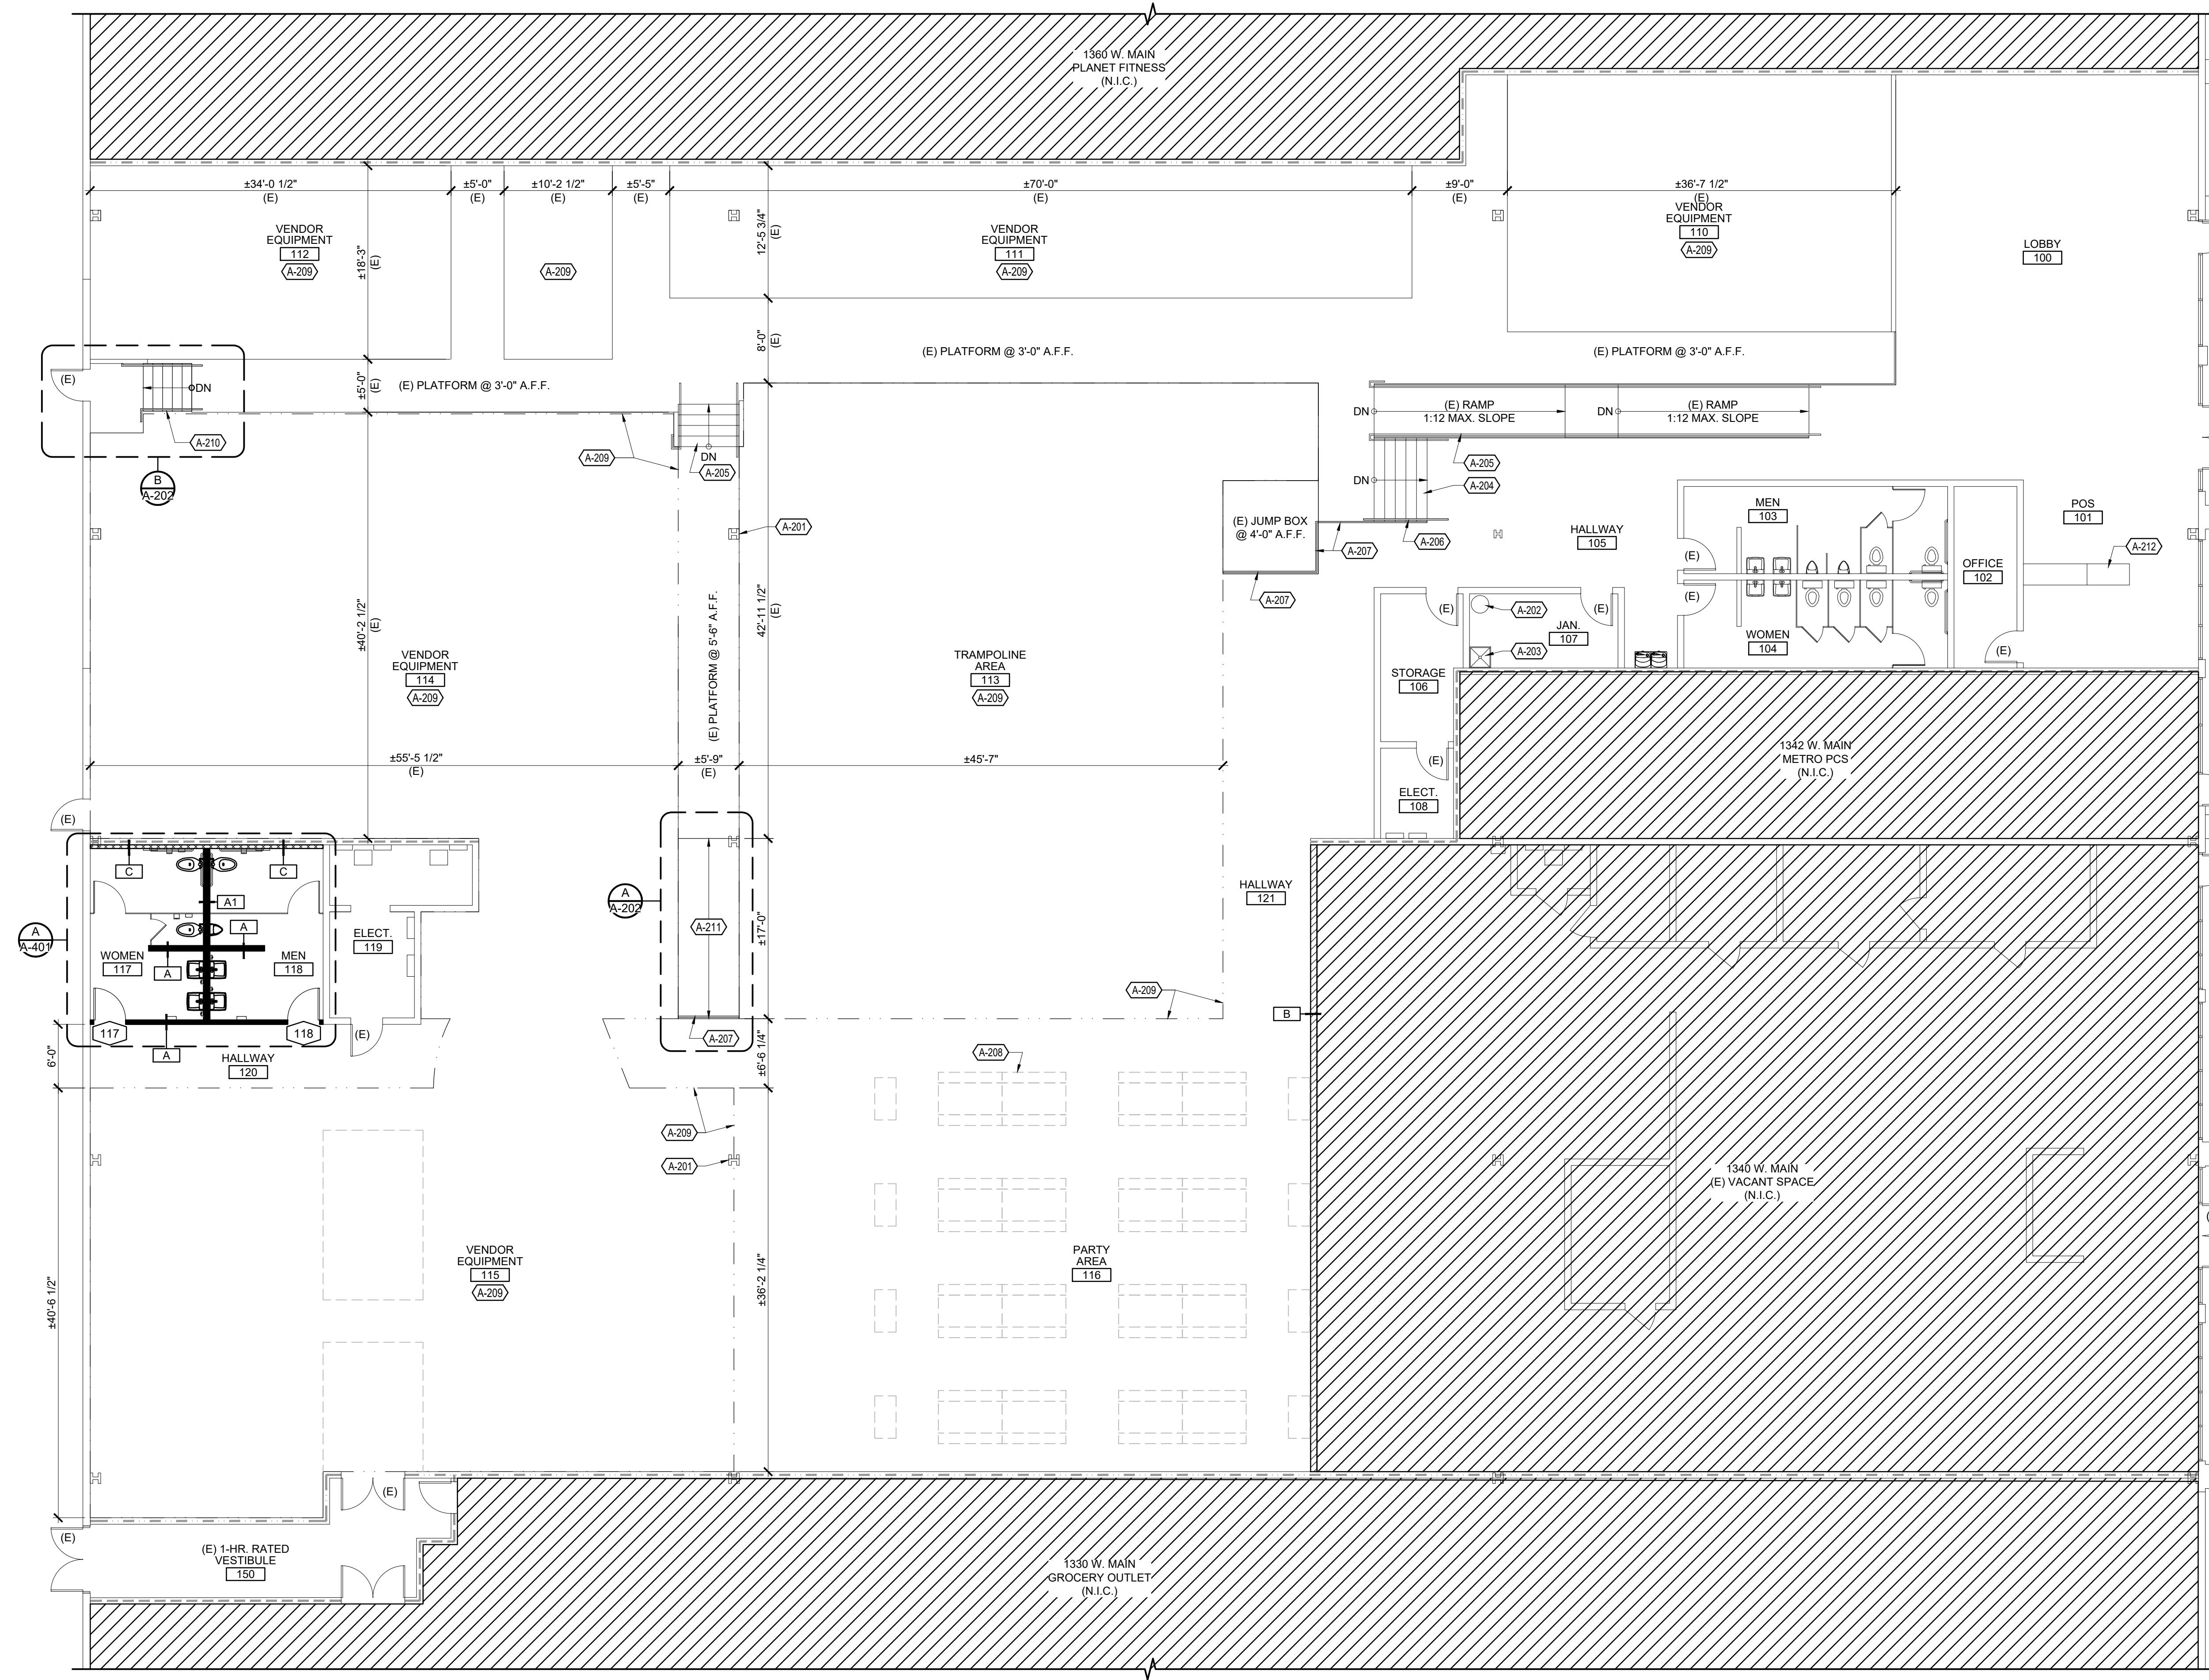 1360 W. MAIN
PLANET FITNESS
(N.I.C.)
±34'-0 1/2"
(E)
±5'-0"
(E)
±10'-2 1/2"
(E)
±5'-5"
(E)
±70'-0"
(E)
±9'-0"
(E)
±36'-7 1/2"
(E)
VENDOR
EQUIPMENT
112
A-209
±18'-3"
(E)
A-209
12'-5 3/4"
(E)
VENDOR
EQUIPMENT
111
A-209
VENDOR
EQUIPMENT
110
A-209
LOBBY
100
8'-0"
(E)
(E) PLATFORM @ 3'-0" A.F.F.
(E) PLATFORM @ 3'-0" A.F.F.
(E)
DN
±5'-0"
(E)
(E) PLATFORM @ 3'-0" A.F.F.
A-210
B
A-202
A-209
DN
A-205
DN
(E) RAMP
1:12 MAX. SLOPE
DN
(E) RAMP
1:12 MAX. SLOPE
A-205
DN
A-204
A-206
A-207
(E) JUMP BOX
@ 4'-0" A.F.F.
A-207
A-201
HALLWAY
105
MEN
103
POS
101
A-212
(E)
OFFICE
102
(E)
WOMEN
104
(E)
(E)
A-202
(E)
JAN.
107
A-203
STORAGE
106
(E)
ELECT.
108
±40'-2 1/2"
(E)
42'-11 1/2"
(E)
(E) PLATFORM @ 5'-6" A.F.F.
VENDOR
EQUIPMENT
114
A-209
TRAMPOLINE
AREA
113
A-209
±55'-5 1/2"
(E)
±5'-9"
(E)
±45'-7"
1342 W. MAIN
METRO PCS
(N.I.C.)
(E)
C
C
A1
A
A
A-401
WOMEN
117
A
MEN
118
ELECT.
119
117
118
A
(E)
HALLWAY
120
6'-0"
A
A-202
A-211
±17'-0"
A-207
±6'-6 1/4"
HALLWAY
121
A-209
B
A-208
A-209
A-201
VENDOR
EQUIPMENT
115
A-209
±40'-6 1/2"
±36'-2 1/4"
PARTY
AREA
116
1340 W. MAIN
(E) VACANT SPACE
(N.I.C.)
(E)
(E)
(E) 1-HR. RATED
VESTIBULE
150
1330 W. MAIN
GROCERY OUTLET
(N.I.C.)